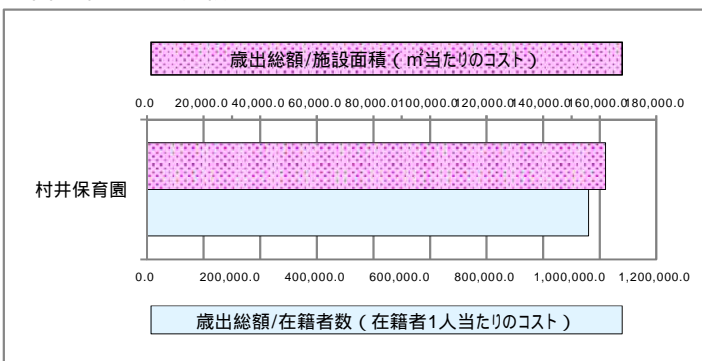 歳出総額/施設面積（㎡当たりのコスト）
0.0 20,000.0 40,000.0 60,000.0 80,000.0 100,000.0 120,000.0 140,000.0 160,000.0 180,000.0
村井保育園
0.0 200,000.0 400,000.0 600,000.0 800,000.0 1,000,000.0 1,200,000.0
歳出総額/在籍者数（在籍者1人当たりのコスト）